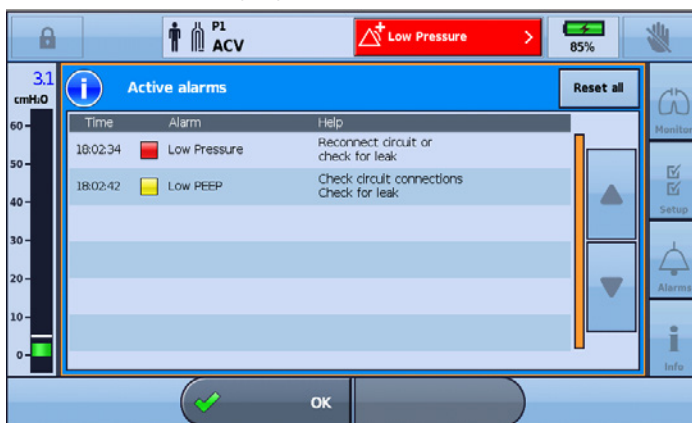 P1
ACV
Low Pressure
85%
3.1
cmH2O
Active alarms
Reset all
Time Alarm Help
18:02:34 Low Pressure Reconnect circuit or
check for leak
18:02:42 Low PEEP Check circuit connections
Check for leak
60
50
40
30
20
10
0
Monitor
Setup
Alarms
Info
OK